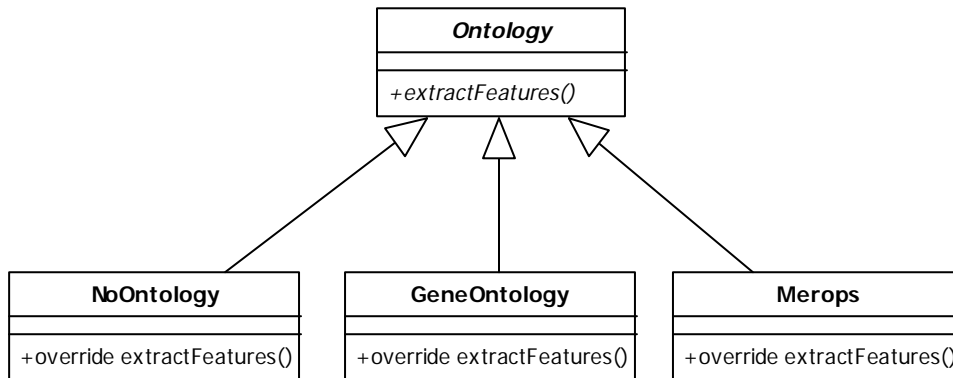 Ontology
+extractFeatures()
NoOntology
GeneOntology
Merops
+override extractFeatures()
+override extractFeatures()
+override extractFeatures()